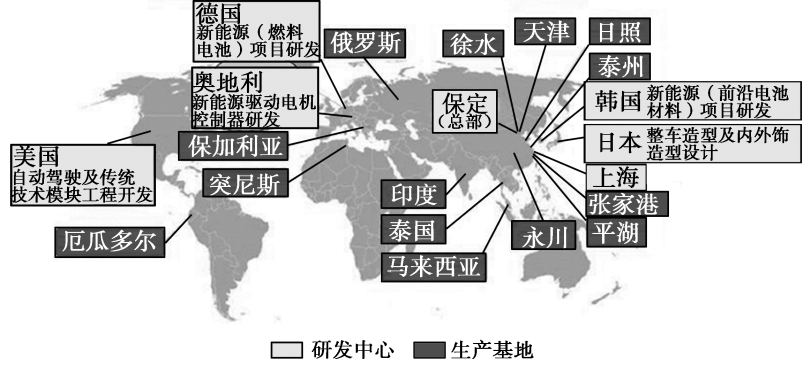 德国
新能源（燃料
电池）项目研发
俄罗斯
徐水
天津
日照
泰州
奥地利
新能源驱动电机
控制器研发
保定
（总部）
韩国 新能源（前沿电池
材料）项目研发
保加利亚
日本 整车造型及内外饰
造型设计
美国
自动驾驶及传统
技术模块工程开发
突尼斯
印度
上海
张家港
泰国
永川
平湖
厄瓜多尔
马来西亚
研发中心
生产基地